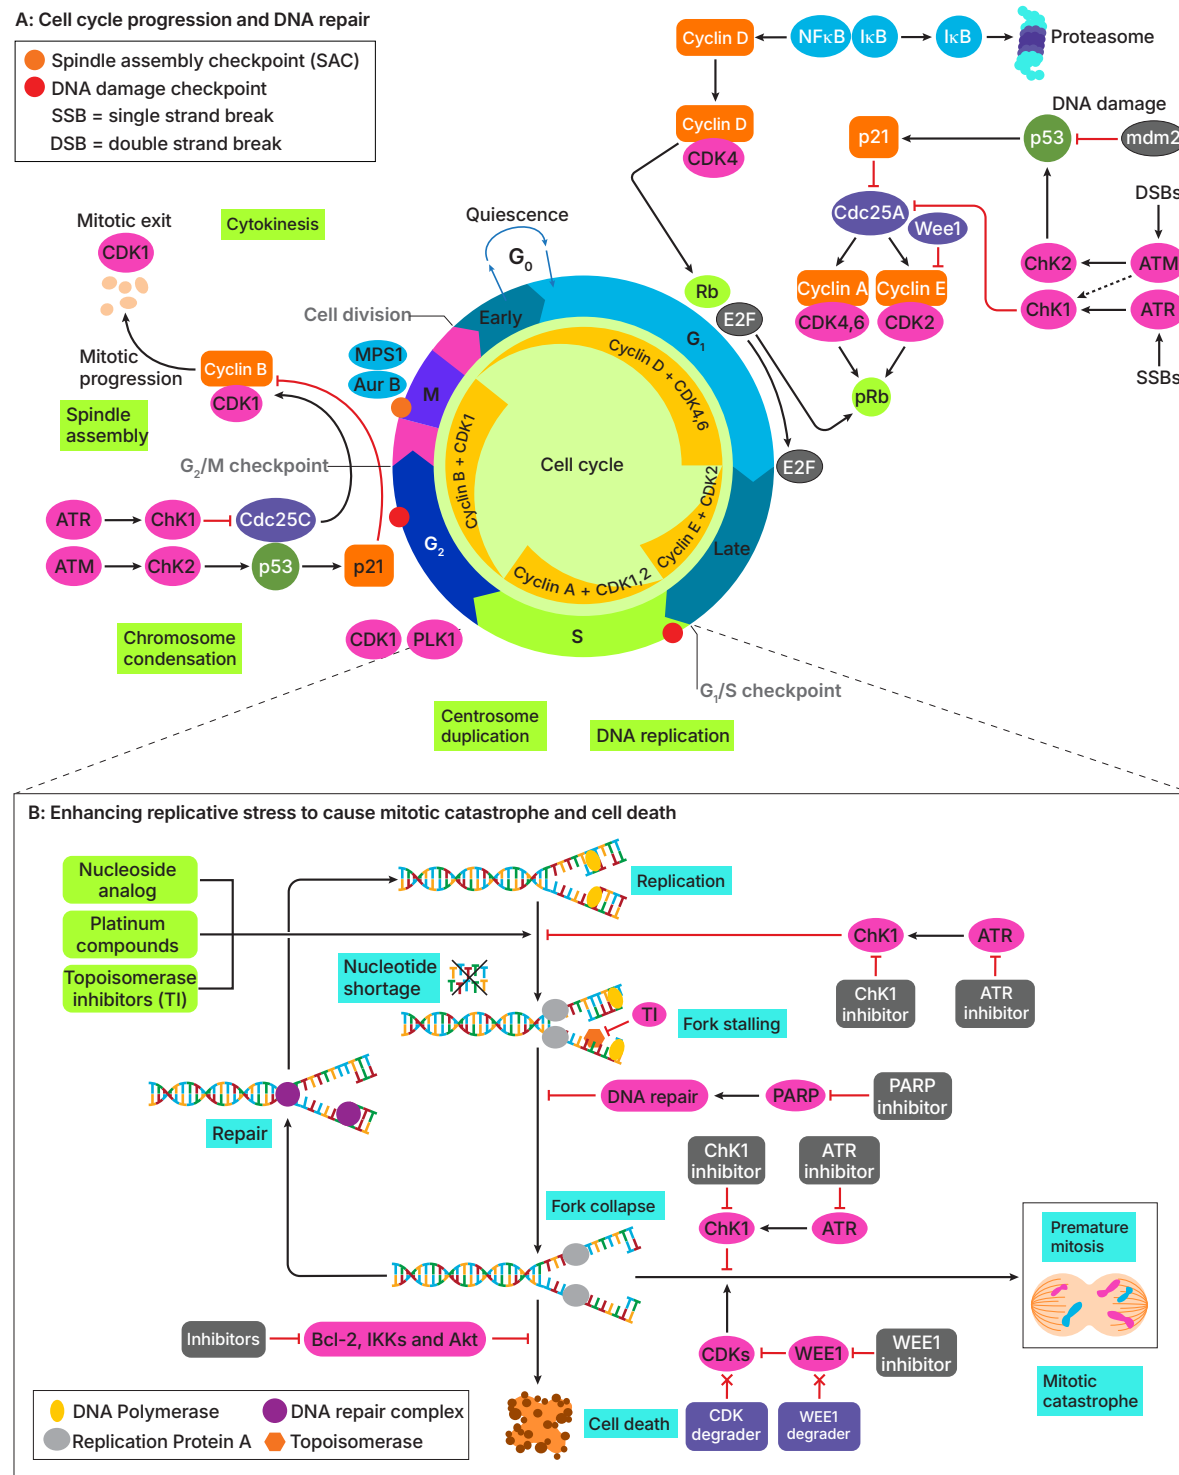 A: Cell cycle progression and DNA repair
Spindle assembly checkpoint (SAC)
DNA damage checkpoint
SSB = single strand break
DSB = double strand break
Cyclin D
NFκB
IκB
IκB
Proteasome
Cyclin D
CDK4
DNA damage
p21
p53
mdm2
Cdc25A
Wee1
DSBs
ChK2
ATM
Cyclin A
Cyclin E
ChK1
ATR
CDK4,6
CDK2
SSBs
pRb
Rb
E2F
E2F
Mitotic exit
CDK1
Cytokinesis
Quiescence
G0
Cell division
Early
G1
MPS1
Aur B
M
Mitotic
progression
Cyclin B
CDK1
Spindle
assembly
G2/M checkpoint
Cyclin D + CDK4,6
Cyclin B + CDK1
Cell cycle
Cyclin E + CDK2
Cyclin A + CDK1,2
Late
G2
S
ATR
ChK1
Cdc25C
ATM
ChK2
p53
p21
Chromosome
condensation
CDK1
PLK1
G1/S checkpoint
Centrosome
duplication
DNA replication
B: Enhancing replicative stress to cause mitotic catastrophe and cell death
Nucleoside
analog
Platinum
compounds
Topoisomerase
inhibitors (TI)
Replication
ChK1
ATR
ChK1
inhibitor
ATR
inhibitor
Nucleotide
shortage
TI
Fork stalling
DNA repair
PARP
PARP
inhibitor
Repair
ChK1
inhibitor
ATR
inhibitor
Fork collapse
ChK1
ATR
Premature
mitosis
Inhibitors
Bcl-2, IKKs and Akt
CDKs
WEE1
WEE1
inhibitor
Mitotic
catastrophe
Cell death
CDK
degrader
WEE1
degrader
DNA Polymerase
DNA repair complex
Replication Protein A
Topoisomerase